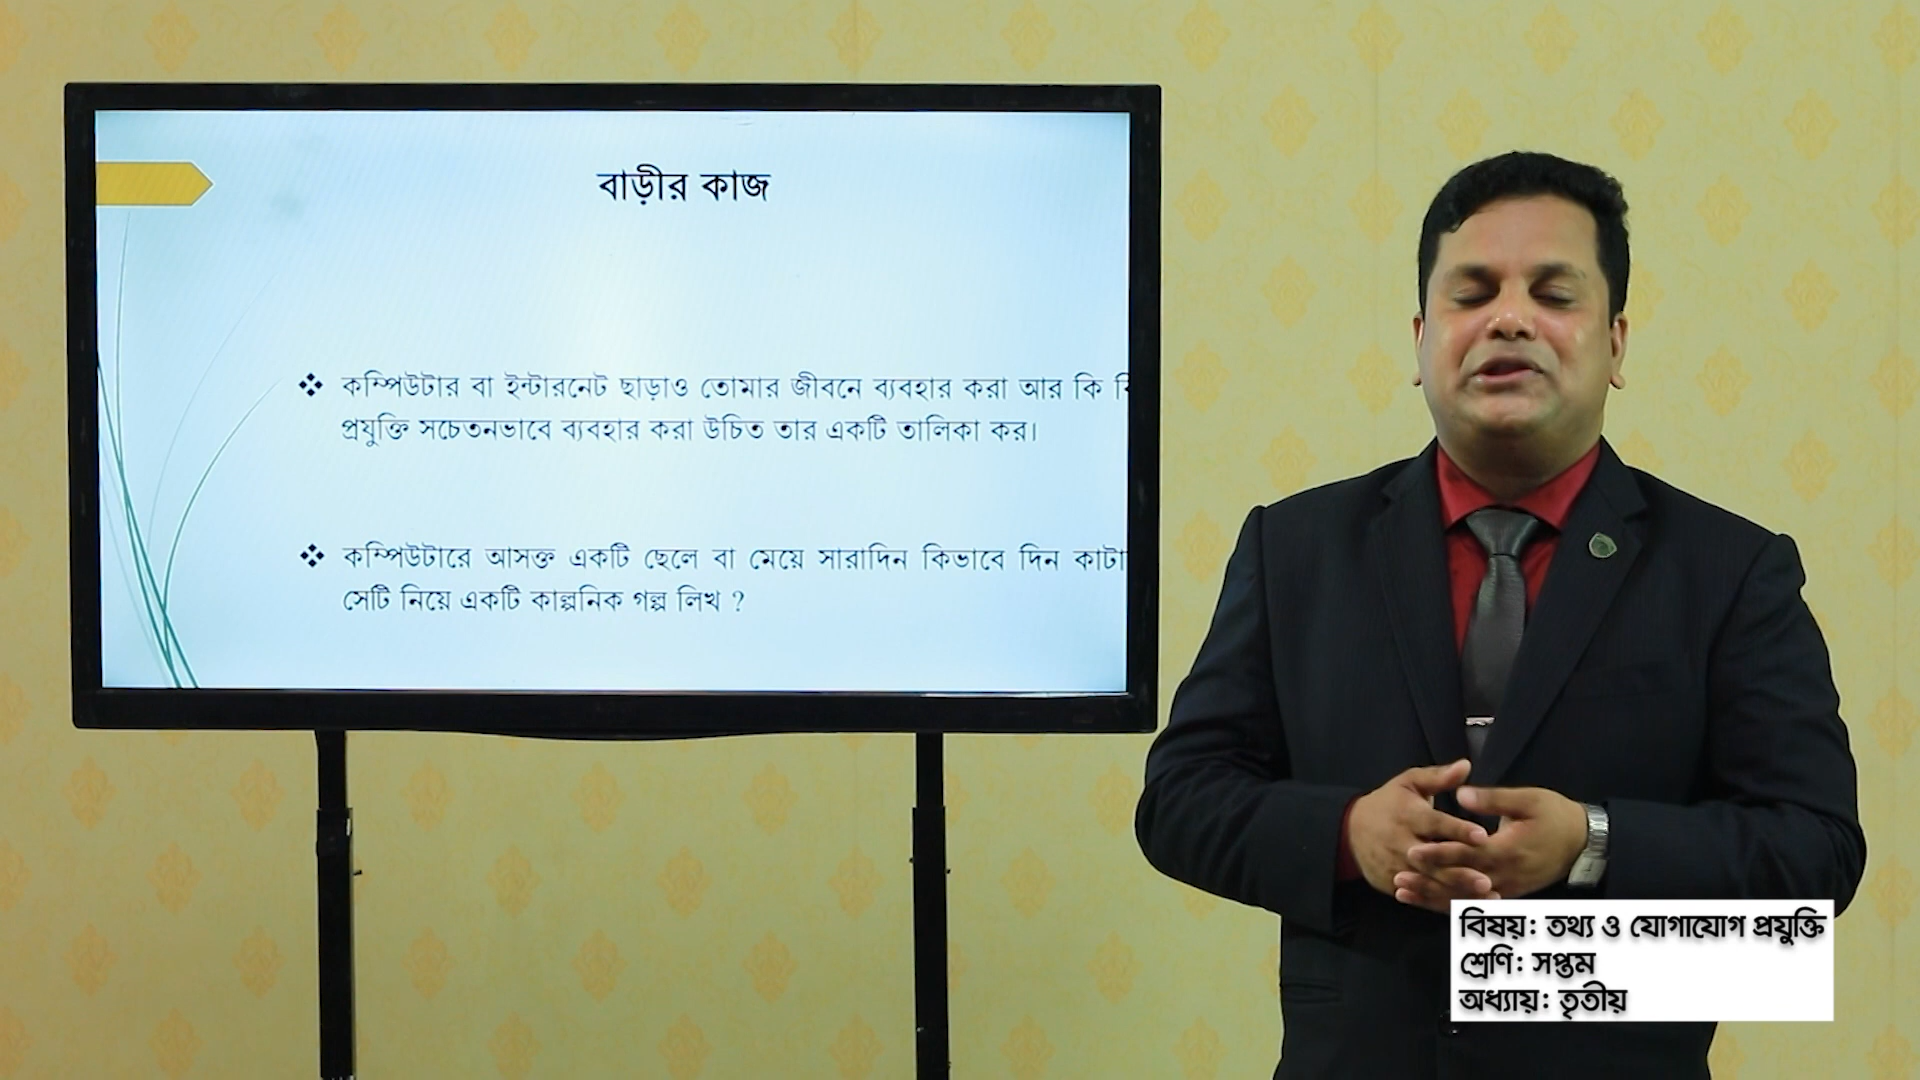 বাড়ীর কাজ
কম্পিউটার বা ইন্টারনেট ছাড়াও তোমার জীবনে ব্যবহার করা আর কি
প্রযুক্তি সচেতনভাবে ব্যবহার করা উচিত তার একটি তালিকা কর।
কম্পিউটারে আসক্ত একটি ছেলে বা মেয়ে সারাদিন কিভাবে দিন
সেটি নিয়ে একটি কাল্পনিক গল্প লিখ ?
বিষয়: তথ্য ও যোগাযোগ প্রযুক্তি
শ্রেণি: সপ্তম
অধ্যায়: তৃতীয়